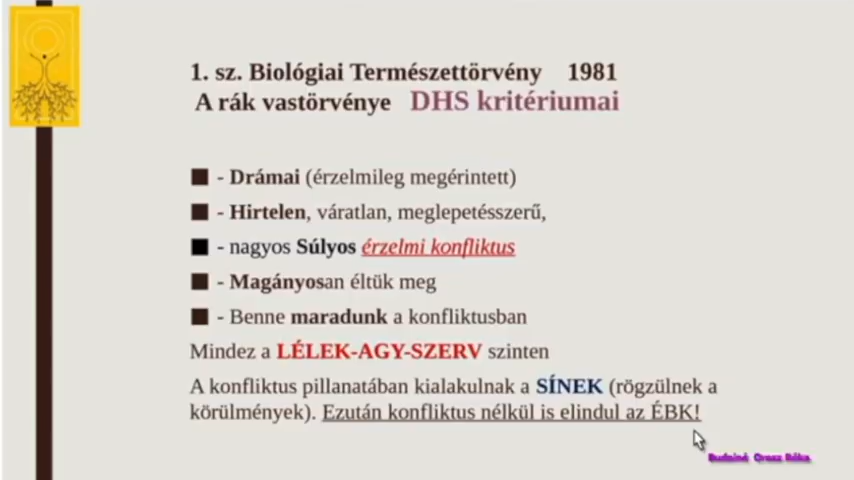 1. sz. Biológiai Természettörvény 1981
A rák vastörvénye DHS kritériumai
- Drámai (érzelmileg megérintett)
- Hirtelen, váratlan, meglepetésszerű,
- nagyos Súlyos érzelmi konfliktus
- Magányosan éltük meg
- Benne maradunk a konfliktusban
Mindez a LÉLEK-AGY-SZERV szinten
A konfliktus pillanatában kialakulnak a SÍNEK (rögzülnek a
körülmények). Ezután konfliktus nélkül is elindul az ÉBK!
Orosz Réka